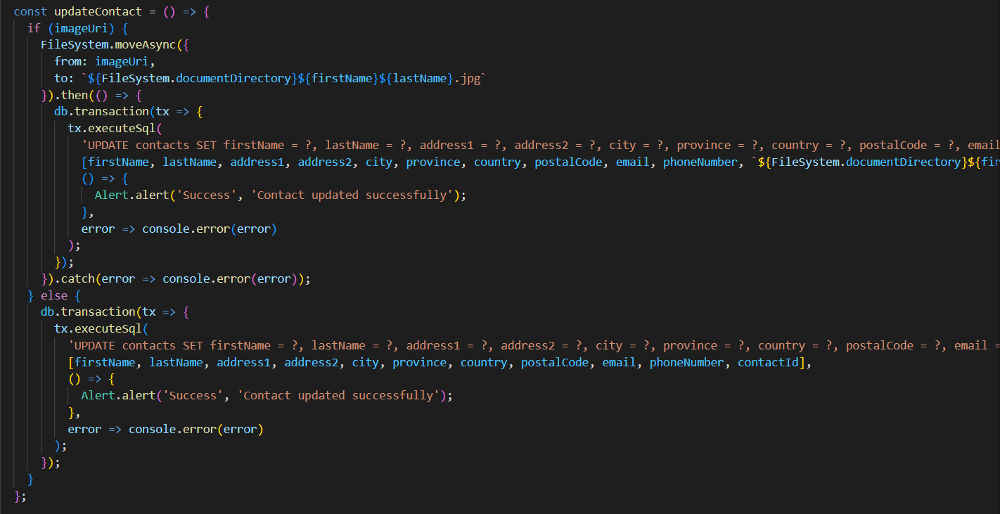 const updateContact = () => {
if (imageUri) {
FileSystem.moveAsync({
from: imageUri,
to: `${FileSystem.documentDirectory}${firstName}${lastName}.jpg`
}).then(() => {
db.transaction(tx => {
tx.executeSql(
'UPDATE contacts SET firstName = ?, lastName = ?, address1 = ?, address2 = ?, city = ?, province = ?, country = ?, postalCode = ?, email
[firstName, lastName, address1, address2, city, province, country, postalCode, email, phoneNumber, `${FileSystem.documentDirectory}${fir
() => {
Alert.alert('Success', 'Contact updated successfully');
},
error => console.error(error)
);
});
}).catch(error => console.error(error));
} else {
db.transaction(tx => {
tx.executeSql(
'UPDATE contacts SET firstName = ?, lastName = ?, address1 = ?, address2 = ?, city = ?, province = ?, country = ?, postalCode = ?, email =
[firstName, lastName, address1, address2, city, province, country, postalCode, email, phoneNumber, contactId],
() => {
Alert.alert('Success', 'Contact updated successfully');
},
error => console.error(error)
);
});
}
};